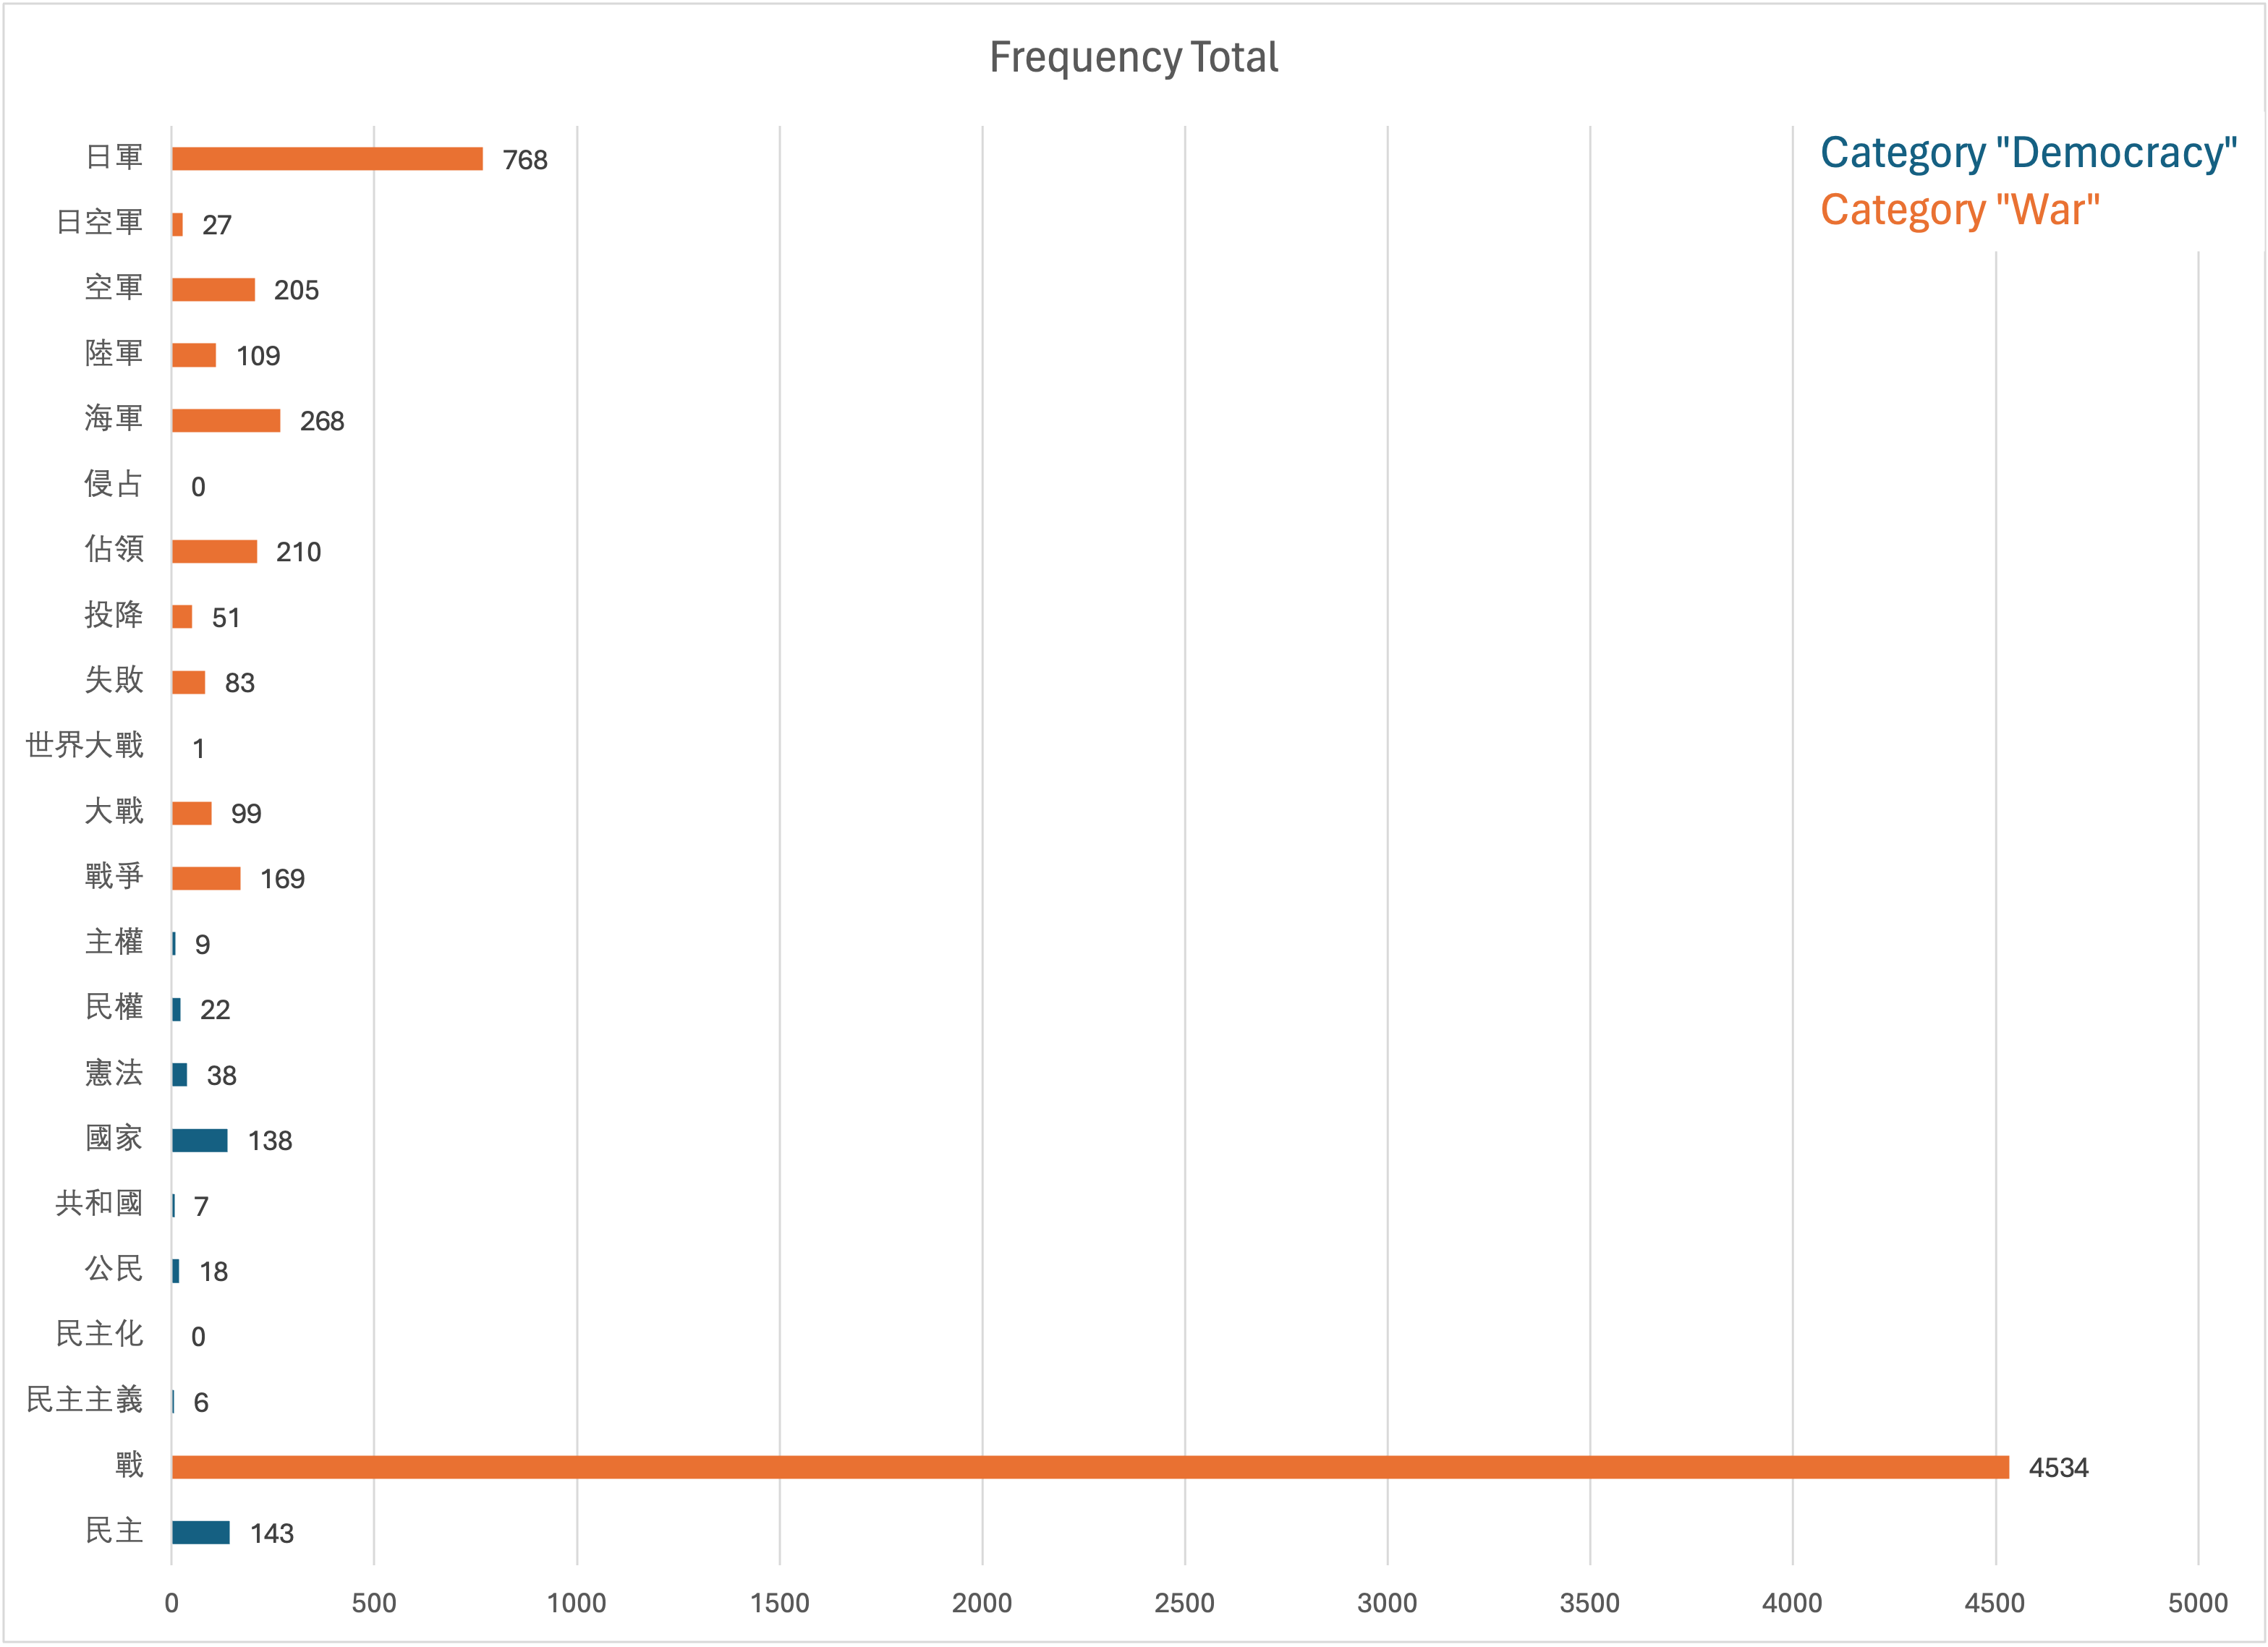 Frequency Total
Category "Democracy"
Category "War"
日軍 768
日空軍 27
空軍 205
陸軍 109
海軍 268
侵占 0
佔領 210
投降 51
失敗 83
世界大戰 1
大戰 99
戰爭 169
主權 9
民權 22
憲法 38
國家 138
共和國 7
公民 18
民主化 0
民主主義 6
戰 4534
民主 143
0 500 1000 1500 2000 2500 3000 3500 4000 4500 5000